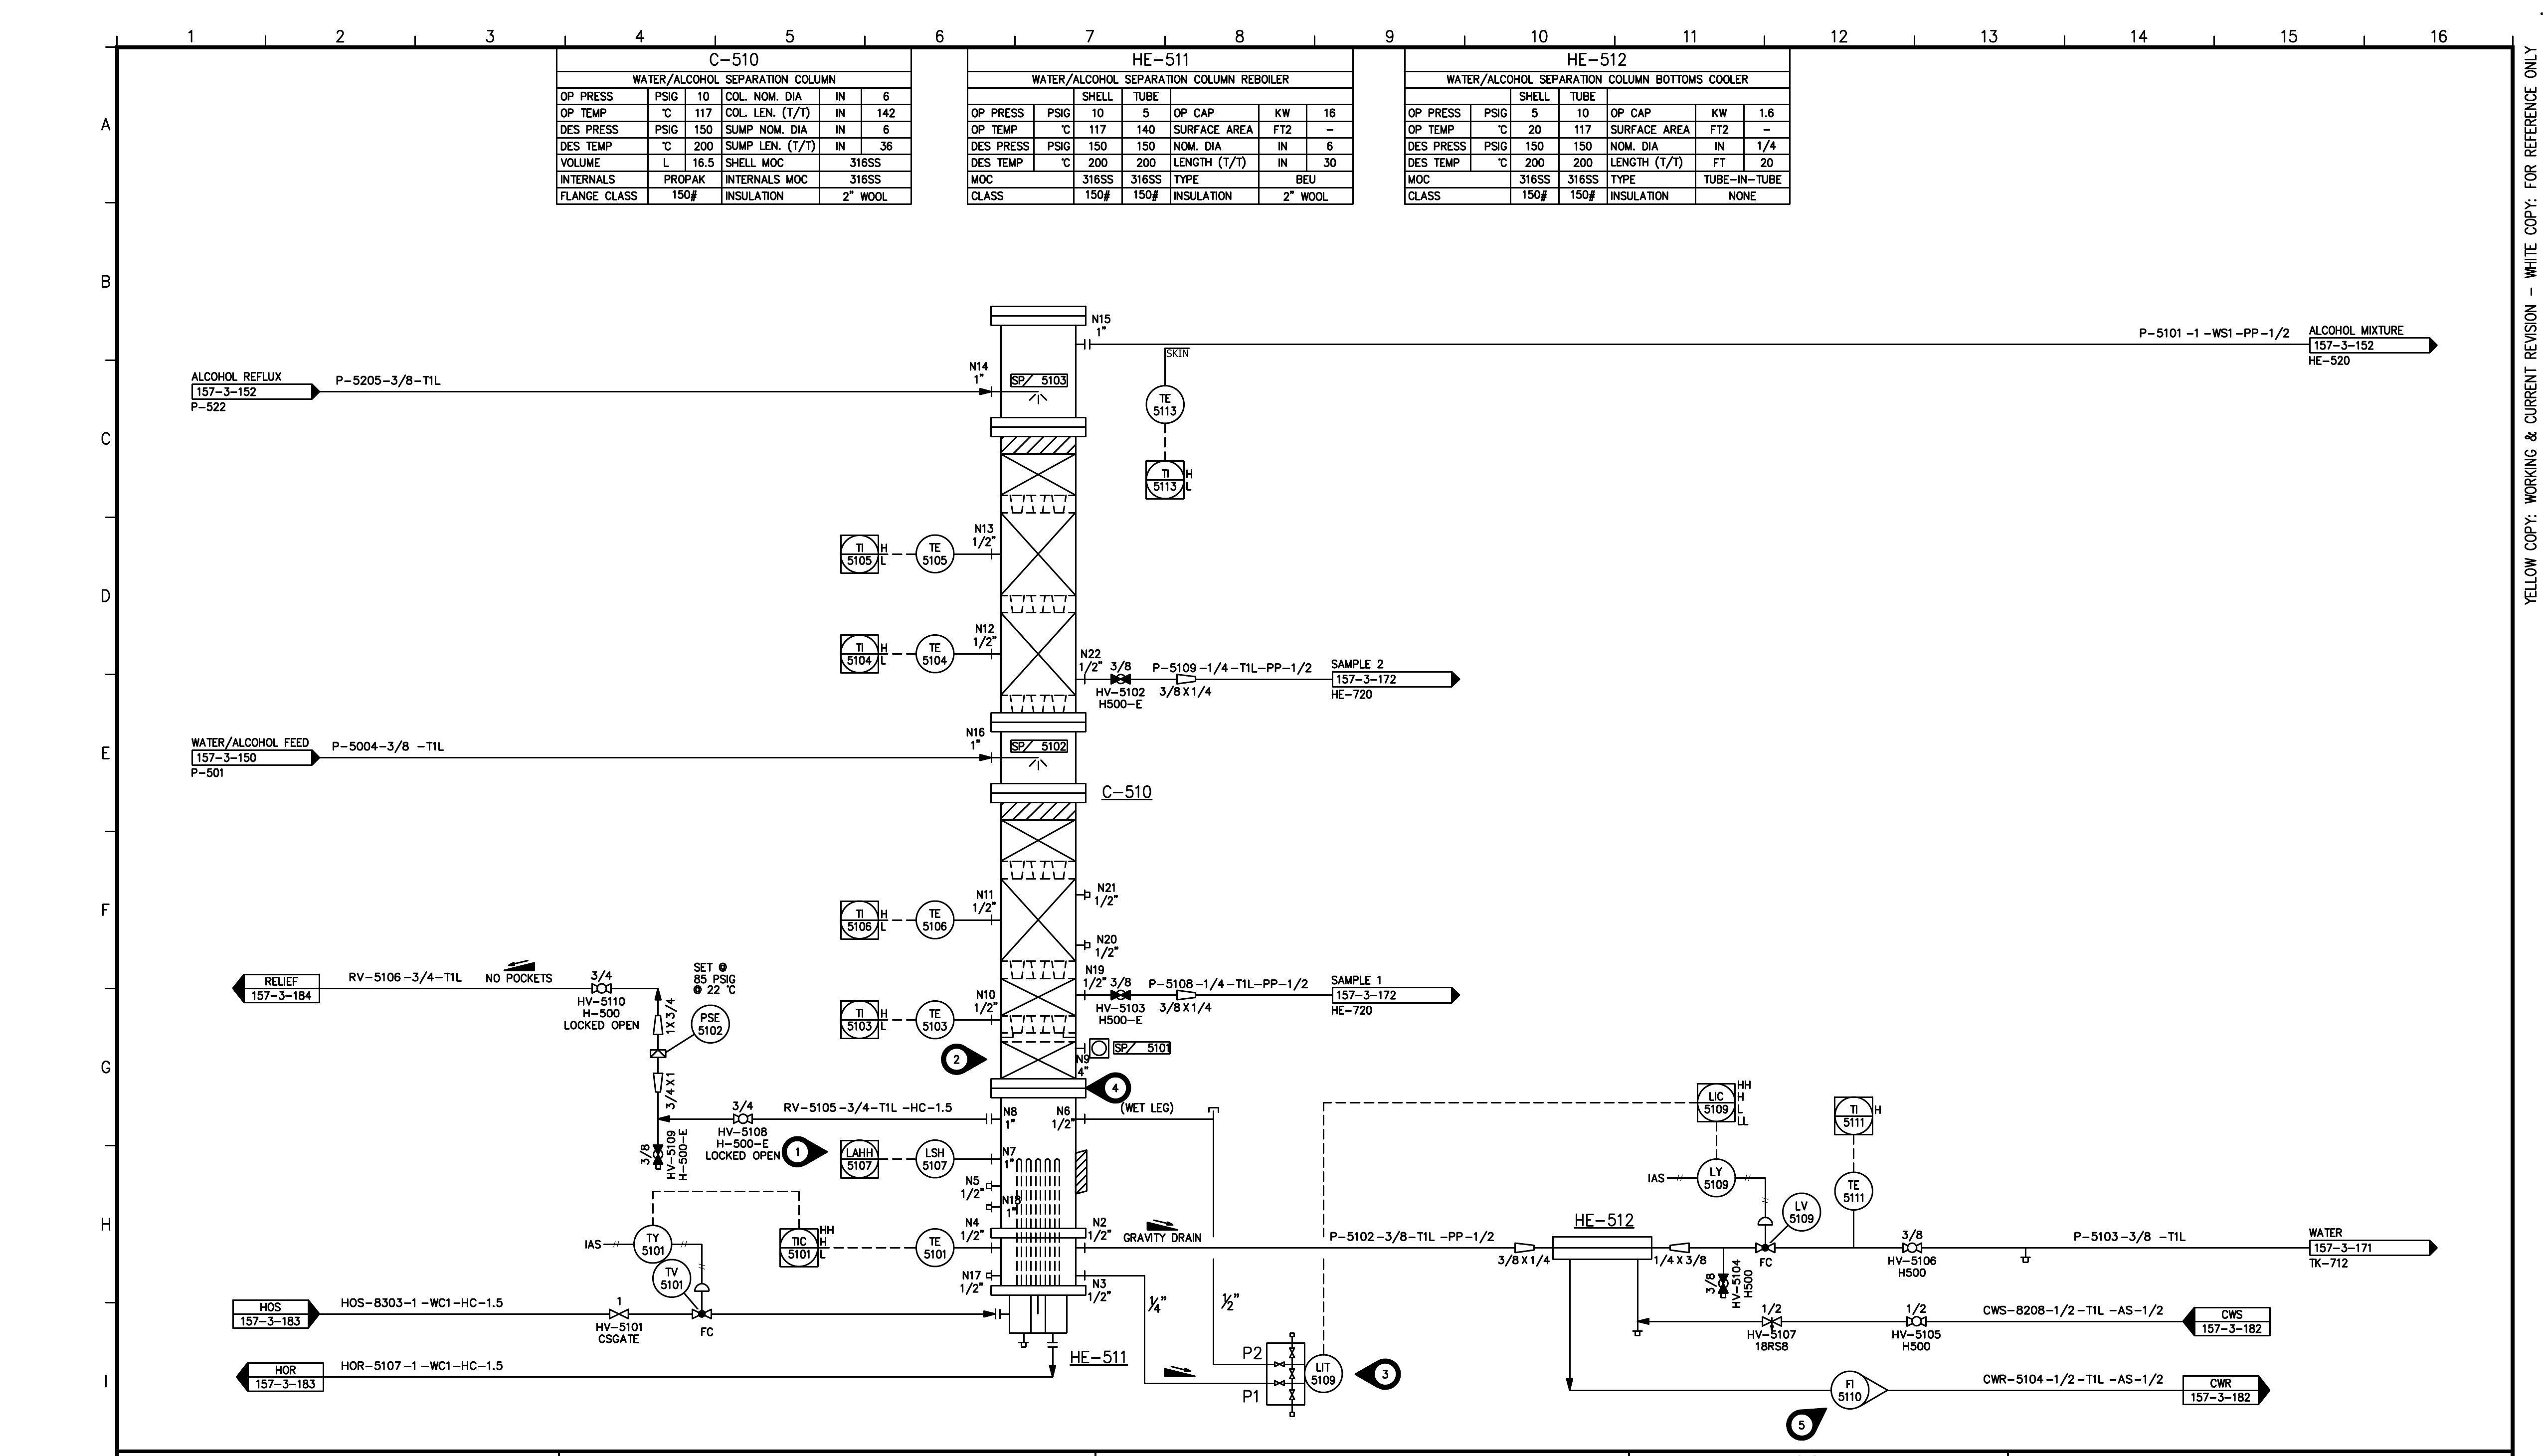 1 2 3 4 5 6 7 8 9 10 11 12 13 14 15 16
A
B
C
D
E
F
G
H
I
YELLOW COPY: WORKING & CURRENT REVISION - WHITE COPY: FOR REFERENCE ONLY
C-510
WATER/ALCOHOL SEPARATION COLUMN
OP PRESS PSIG 10 COL. NOM. DIA IN 6
OP TEMP °C 117 COL. LEN. (T/T) IN 142
DES PRESS PSIG 150 SUMP NOM. DIA IN 6
DES TEMP °C 200 SUMP LEN. (T/T) IN 36
VOLUME L 16.5 SHELL MOC 316SS
INTERNALS PROPAK INTERNALS MOC 316SS
FLANGE CLASS 150# INSULATION 2" WOOL
HE-511
WATER/ALCOHOL SEPARATION COLUMN REBOILER
SHELL TUBE
OP PRESS PSIG 10 5 OP CAP KW 16
OP TEMP °C 117 140 SURFACE AREA FT2 -
DES PRESS PSIG 150 150 NOM. DIA IN 6
DES TEMP °C 200 200 LENGTH (T/T) IN 30
MOC 316SS 316SS TYPE BEU
CLASS 150# 150# INSULATION 2" WOOL
HE-512
WATER/ALCOHOL SEPARATION COLUMN BOTTOMS COOLER
SHELL TUBE
OP PRESS PSIG 5 10 OP CAP KW 1.6
OP TEMP °C 20 117 SURFACE AREA FT2 -
DES PRESS PSIG 150 150 NOM. DIA IN 1/4
DES TEMP °C 200 200 LENGTH (T/T) FT 20
MOC 316SS 316SS TYPE TUBE-IN-TUBE
CLASS 150# 150# INSULATION NONE
N15
1"
P-5101-1-WS1-PP-1/2
ALCOHOL MIXTURE
157-3-152
HE-520
SKIN
TE
5113
TI
5113
H
L
ALCOHOL REFLUX
157-3-152
P-522
P-5205-3/8-T1L
N14
1"
SP/ 5103
TI
5105
H
L
TE
5105
N13
1/2"
TI
5104
H
L
TE
5104
N12
1/2"
N22
1/2"
3/8
HV-5102
H500-E
P-5109-1/4-T1L-PP-1/2
3/8X1/4
SAMPLE 2
157-3-172
HE-720
WATER/ALCOHOL FEED
157-3-150
P-501
P-5004-3/8-T1L
N16
1"
SP/ 5102
C-510
TI
5106
H
L
TE
5106
N11
1/2"
N21
1/2"
N20
1/2"
RELIEF
157-3-184
RV-5106-3/4-T1L
NO POCKETS
3/4
HV-5110
H-500
LOCKED OPEN
SET @
85 PSIG
@ 22 °C
1X3/4
PSE
5102
3/4X1
TI
5103
H
L
TE
5103
N10
1/2"
N19
1/2"
3/8
HV-5103
H500-E
P-5108-1/4-T1L-PP-1/2
3/8X1/4
SAMPLE 1
157-3-172
HE-720
2
N9
4"
SP/ 5101
4
3/4
HV-5108
H-500-E
LOCKED OPEN
RV-5105-3/4-T1L-HC-1.5
N8
1"
N6
1/2"
(WET LEG)
3/8
HV-5109
H-500-E
1
LAHH
5107
LSH
5107
N7
1"
N5
1/2"
N18
1"
IAS
TY
5101
TV
5101
FC
TIC
5101
HH
H
L
TE
5101
N4
1/2"
N2
1/2"
GRAVITY DRAIN
N17
1/2"
N3
1/2"
HOS
157-3-183
HOS-8303-1-WC1-HC-1.5
1
HV-5101
CSGATE
HOR
157-3-183
HOR-5107-1-WC1-HC-1.5
HE-511
1/4"
1/2"
P2
P1
LIT
5109
3
P-5102-3/8-T1L-PP-1/2
3/8X1/4
HE-512
1/4X3/8
3/8
HV-5104
H500
LIC
5109
HH
H
L
LL
IAS
LY
5109
LV
5109
FC
TI
5111
H
TE
5111
3/8
HV-5106
H500
P-5103-3/8-T1L
WATER
157-3-171
TK-712
1/2
HV-5107
18RS8
1/2
HV-5105
H500
CWS-8208-1/2-T1L-AS-1/2
CWS
157-3-182
FI
5110
5
CWR-5104-1/2-T1L-AS-1/2
CWR
157-3-182